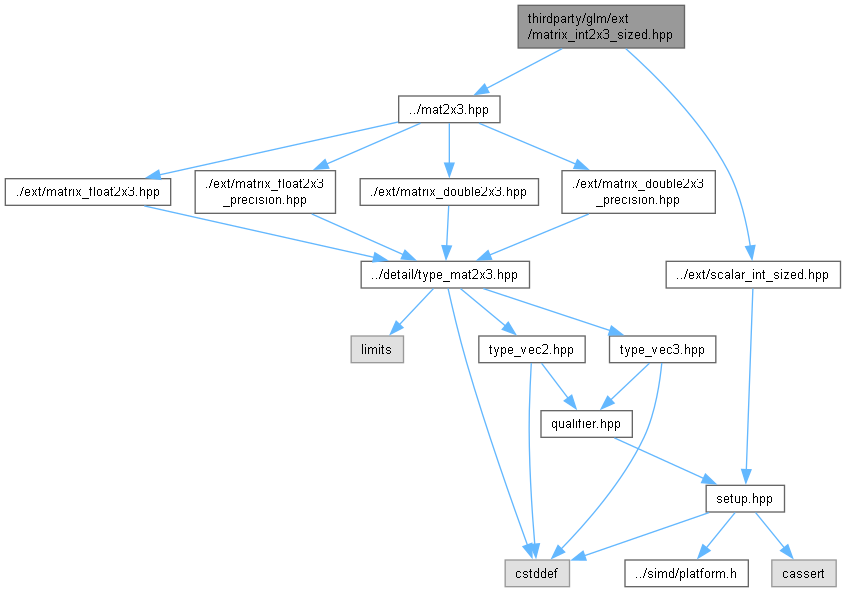 thirdparty/glm/ext
/matrix_int2x3_sized.hpp
../mat2x3.hpp
./ext/matrix_float2x3.hpp
./ext/matrix_float2x3
_precision.hpp
./ext/matrix_double2x3.hpp
./ext/matrix_double2x3
_precision.hpp
../detail/type_mat2x3.hpp
../ext/scalar_int_sized.hpp
limits
type_vec2.hpp
type_vec3.hpp
qualifier.hpp
setup.hpp
cstddef
../simd/platform.h
cassert